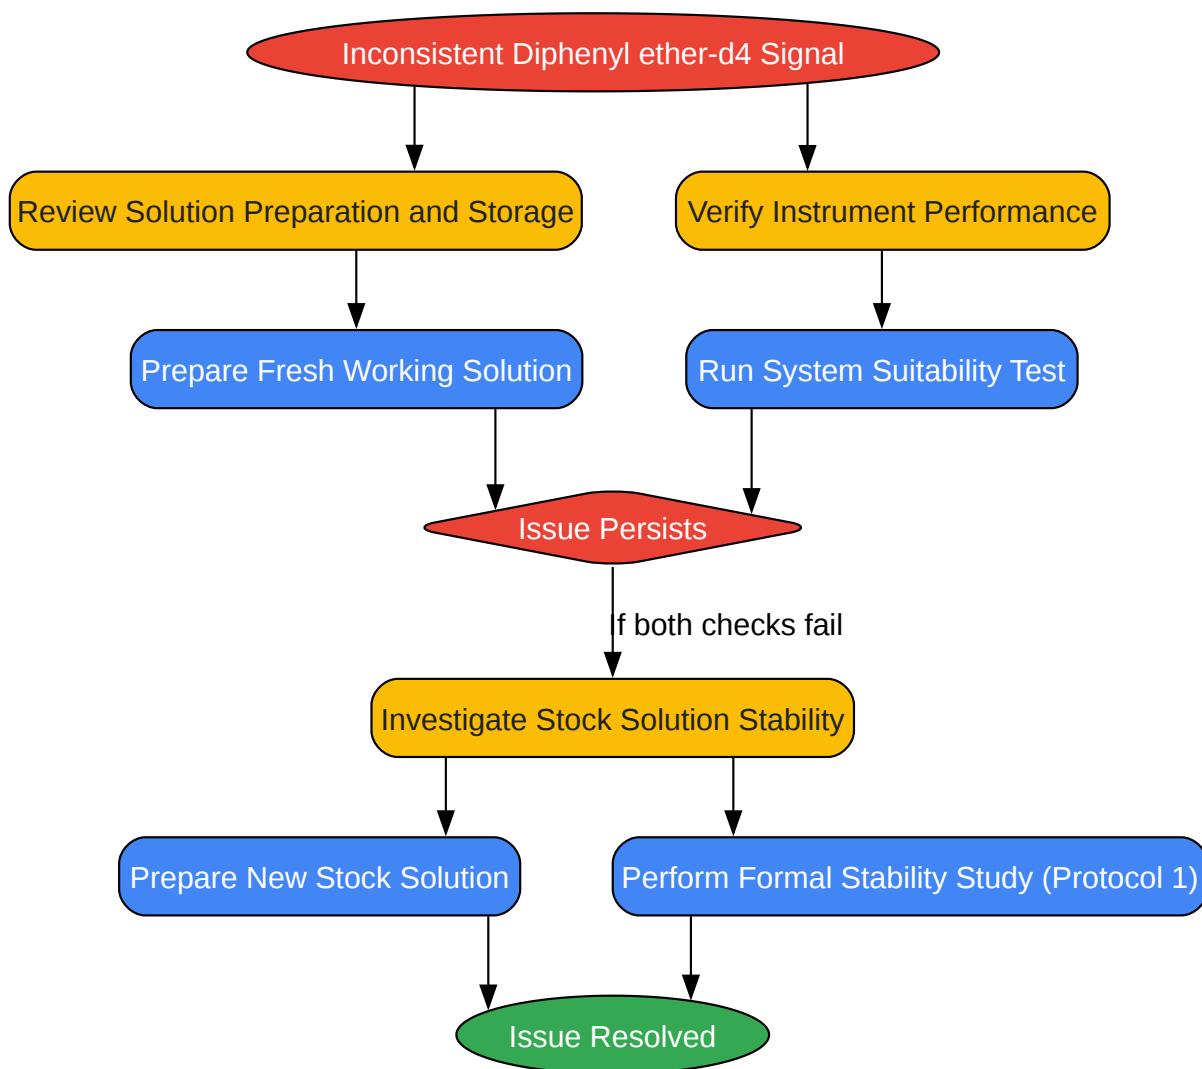 Inconsistent Diphenyl ether-d4 Signal
Review Solution Preparation and Storage
Verify Instrument Performance
Prepare Fresh Working Solution
Run System Suitability Test
Issue Persists
If both checks fail
Investigate Stock Solution Stability
Prepare New Stock Solution
Perform Formal Stability Study (Protocol 1)
Issue Resolved